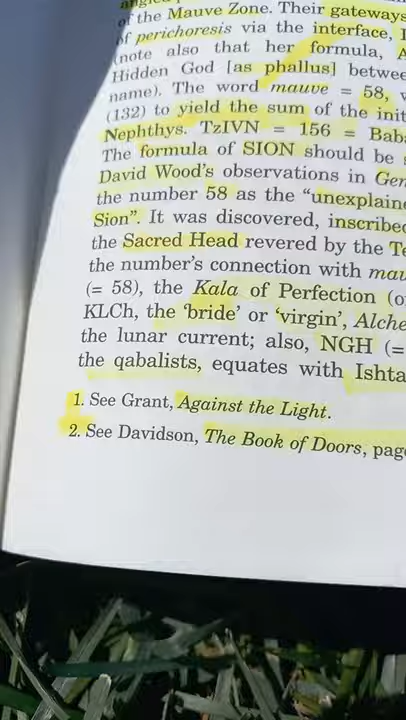 of the Mauve Zone. Their gateways
of perichoresis via the interface,
(note also that her formula,
Hidden God [as phallus] betwee
name). The word mauve = 58,
(132) to yield the sum of the init
Nephthys. TzIVN = 156 = Bab
The formula of SION should be
David Wood's observations in Gen
the number 58 as the "unexplain
Sion". It was discovered, inscribed
the Sacred Head revered by the Te
the number's connection with mau
(= 58), the Kala of Perfection (o
KLCh, the 'bride' or 'virgin', Alche
the lunar current; also, NGH (=
the qabalists, equates with Ishta
1. See Grant, Against the Light.
2. See Davidson, The Book of Doors, page